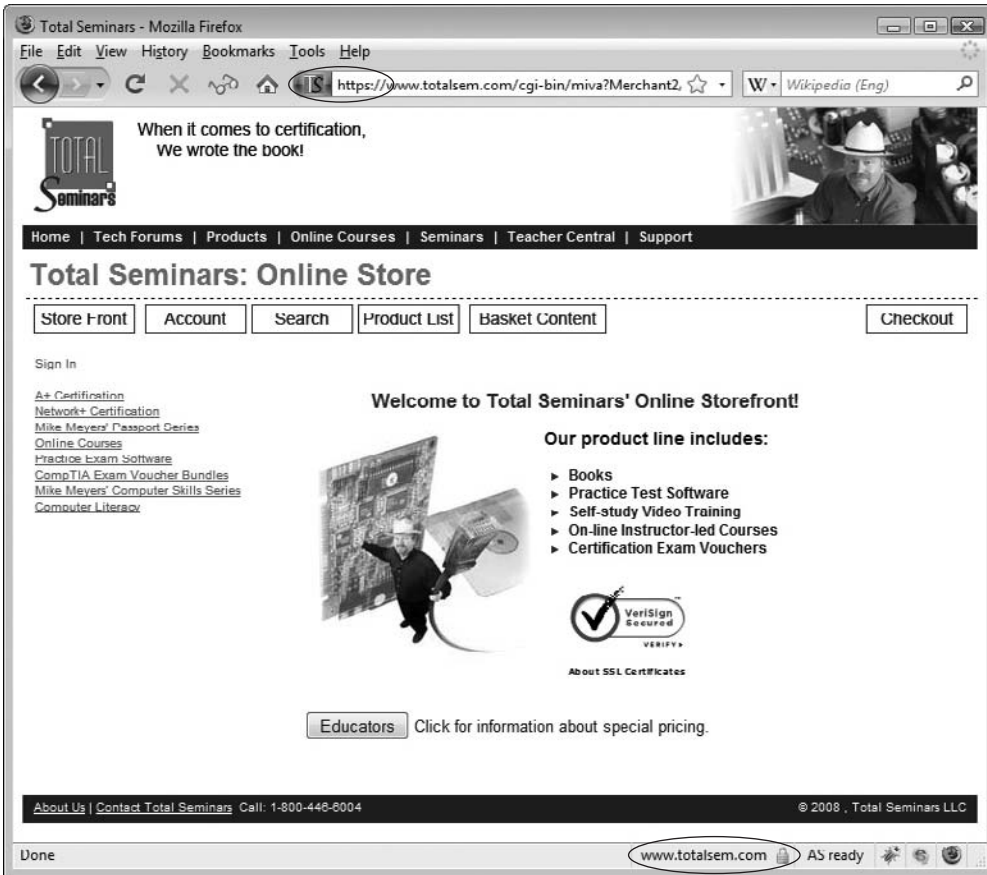 Total Seminars - Mozilla Firefox
File Edit View History Bookmarks Tools Help
TS https://www.totalsem.com/cgi-bin/miva?Merchant2, W Wikipedia (Eng)
TOTAL
Seminars
When it comes to certification,
We wrote the book!
Home | Tech Forums | Products | Online Courses | Seminars | Teacher Central | Support
Total Seminars: Online Store
Store Front Account Search Product List Basket Content Checkout
Sign In
A+ Certification
Network+ Certification
Mike Meyers' Passport Series
Online Courses
Practice Exam Software
CompTIA Exam Voucher Bundles
Mike Meyers' Computer Skills Series
Computer Literacy
Welcome to Total Seminars' Online Storefront!
Our product line includes:
► Books
► Practice Test Software
► Self-study Video Training
► On-line Instructor-led Courses
► Certification Exam Vouchers
VeriSign
Secured
VERIFY►
About SSL Certificates
Educators Click for information about special pricing.
About Us | Contact Total Seminars Call: 1-800-446-6004 © 2008 , Total Seminars LLC
Done www.totalsem.com AS ready